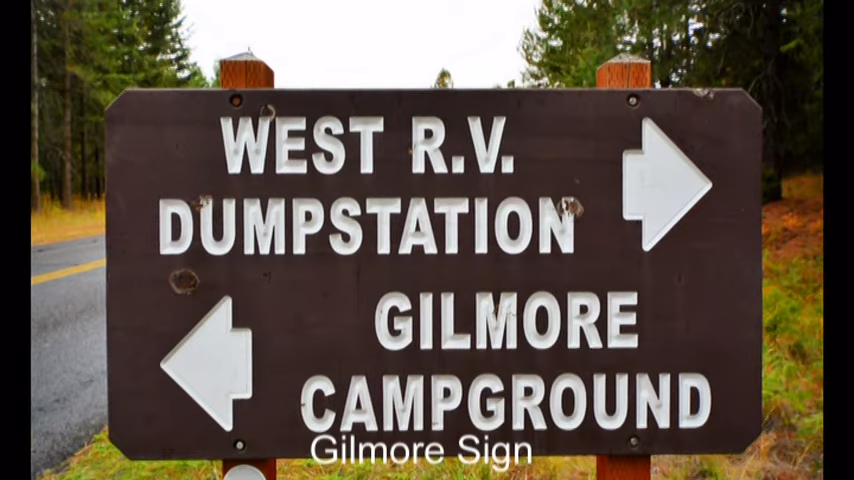 WEST R.V.
DUMPSTATION
GILMORE
CAMPGROUND
Gilmore Sign